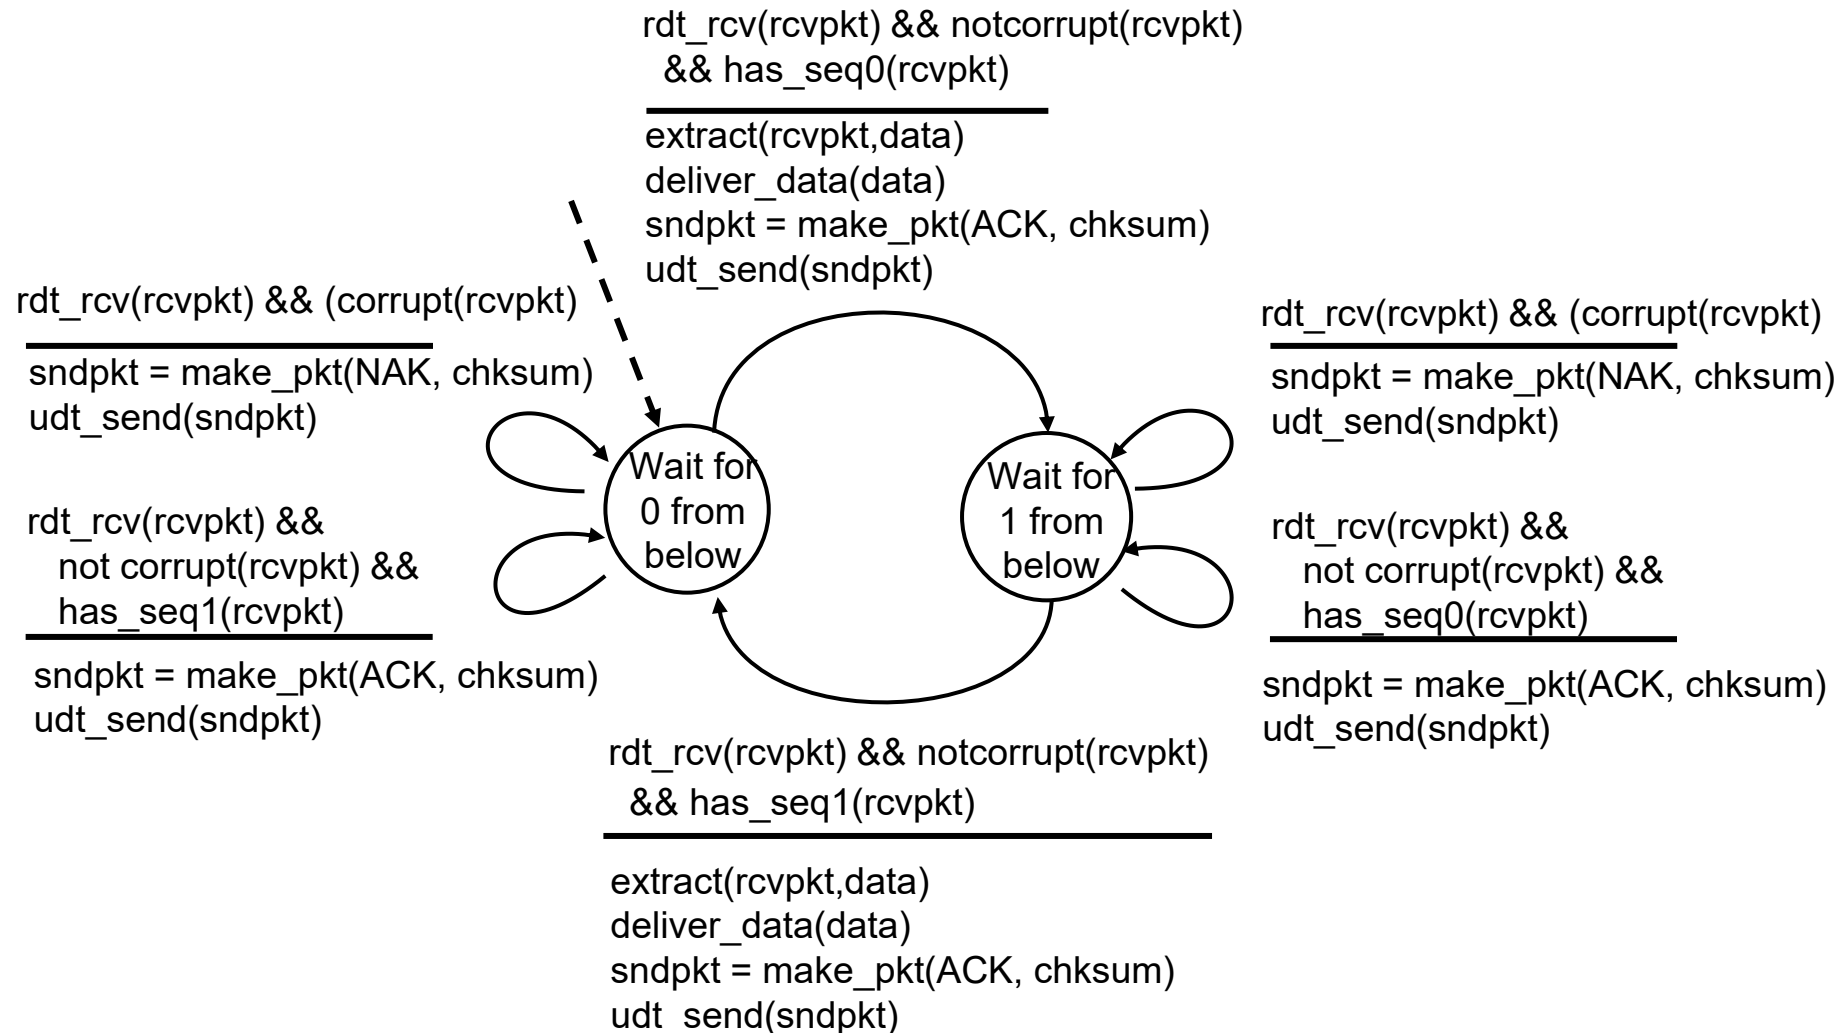 rdt_rcv(rcvpkt) && notcorrupt(rcvpkt)
&& has_seq0(rcvpkt)
extract(rcvpkt,data)
deliver_data(data)
sndpkt = make_pkt(ACK, chksum)
udt_send(sndpkt)
rdt_rcv(rcvpkt) && (corrupt(rcvpkt)
sndpkt = make_pkt(NAK, chksum)
udt_send(sndpkt)
rdt_rcv(rcvpkt) &&
not corrupt(rcvpkt) &&
has_seq1(rcvpkt)
sndpkt = make_pkt(ACK, chksum)
udt_send(sndpkt)
Wait for
0 from
below
Wait for
1 from
below
rdt_rcv(rcvpkt) && (corrupt(rcvpkt)
sndpkt = make_pkt(NAK, chksum)
udt_send(sndpkt)
rdt_rcv(rcvpkt) &&
not corrupt(rcvpkt) &&
has_seq0(rcvpkt)
sndpkt = make_pkt(ACK, chksum)
udt_send(sndpkt)
rdt_rcv(rcvpkt) && notcorrupt(rcvpkt)
&& has_seq1(rcvpkt)
extract(rcvpkt,data)
deliver_data(data)
sndpkt = make_pkt(ACK, chksum)
udt_send(sndpkt)